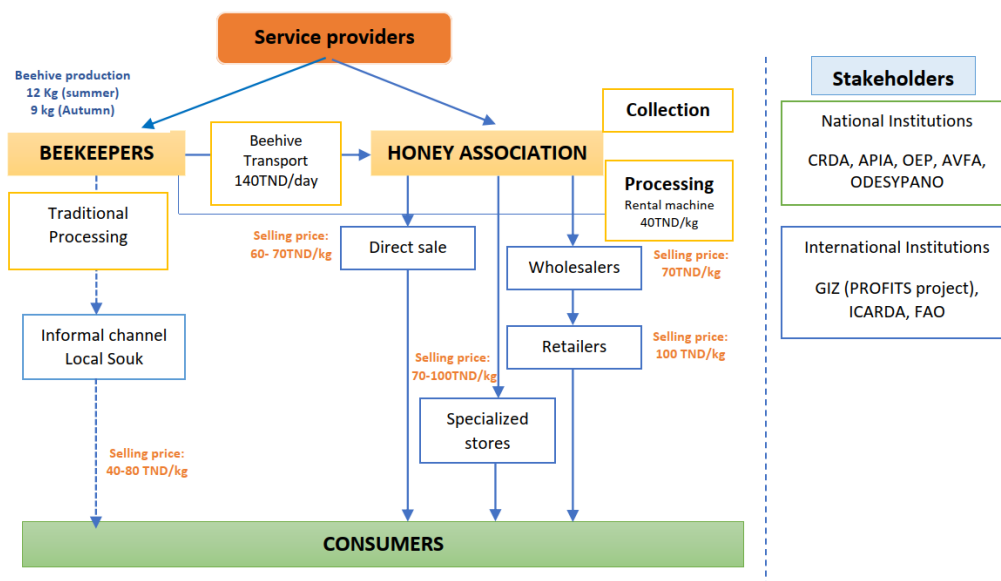 Service providers
Beehive production
12 Kg (summer)
9 kg (Autumn)
BEEKEEPERS
Beehive
Transport
140TND/day
HONEY ASSOCIATION
Collection
Processing
Rental machine
40TND/kg
Traditional
Processing
Selling price:
60- 70TND/kg
Direct sale
Wholesalers
Selling price:
70TND/kg
Informal channel
Local Souk
Retailers
Selling price:
100 TND/kg
Selling price:
70-100TND/kg
Specialized
stores
Selling price:
40-80 TND/kg
CONSUMERS
Stakeholders
National Institutions
CRDA, APIA, OEP, AVFA,
ODESYPANO
International Institutions
GIZ (PROFITS project),
ICARDA, FAO